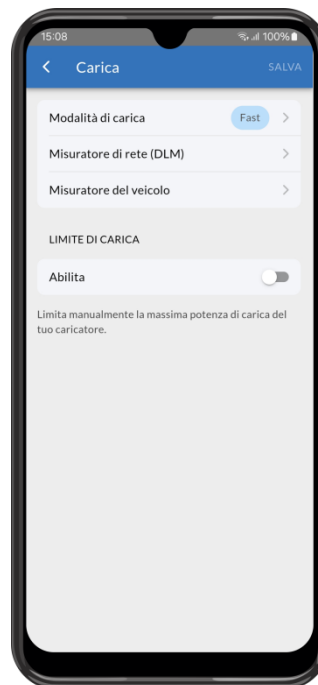 15:08 100%
Carica SALVA
Modalità di carica Fast
Misuratore di rete (DLM)
Misuratore del veicolo
LIMITE DI CARICA
Abilita
Limita manualmente la massima potenza di carica del
tuo caricatore.